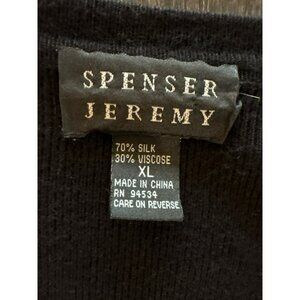 SPENSER
JEREMY
70% SILK
30% VISCOSE
XL
MADE IN CHINA
RN 94534
CARE ON REVERSE